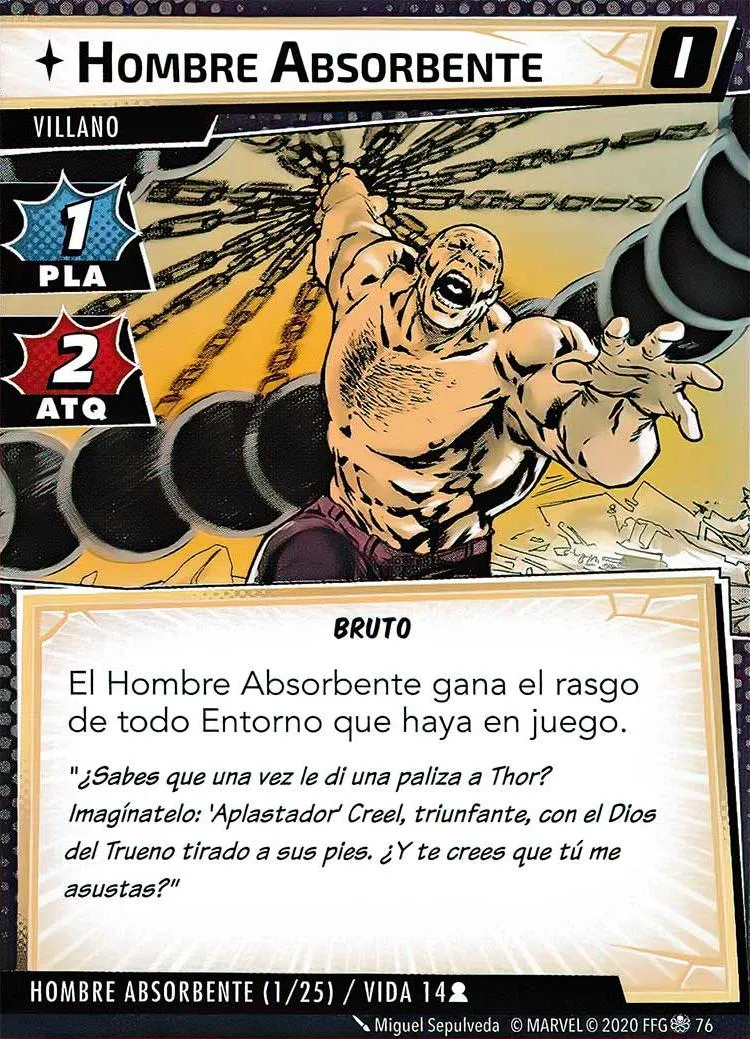 HOMBRE ABSORBENTE
I
VILLANO
1
PLA
2
ATQ
BRUTO
El Hombre Absorbente gana el rasgo
de todo Entorno que haya en juego.
"¿Sabes que una vez le di una paliza a Thor?
Imagínatelo: 'Aplastador' Creel, triunfante, con el Dios
del Trueno tirado a sus pies. ¿Y te crees que tú me
asustas?"
HOMBRE ABSORBENTE (1/25) / VIDA 14
Miguel Sepulveda © MARVEL © 2020 FFG 76